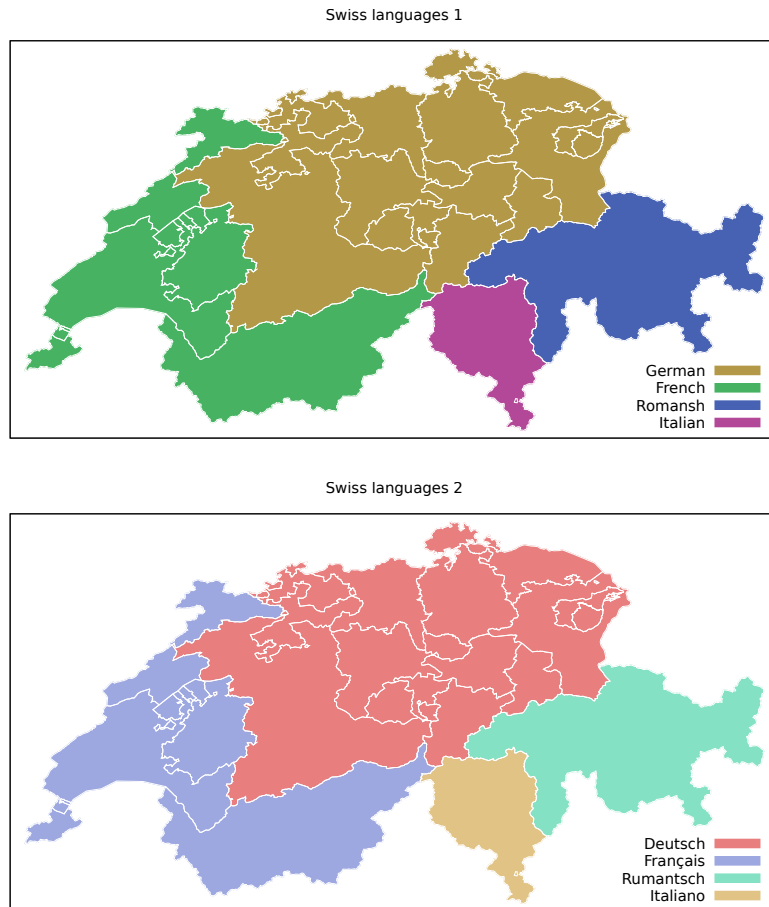 Swiss languages 1
German
French
Romansh
Italian
Swiss languages 2
Deutsch
Français
Rumantsch
Italiano